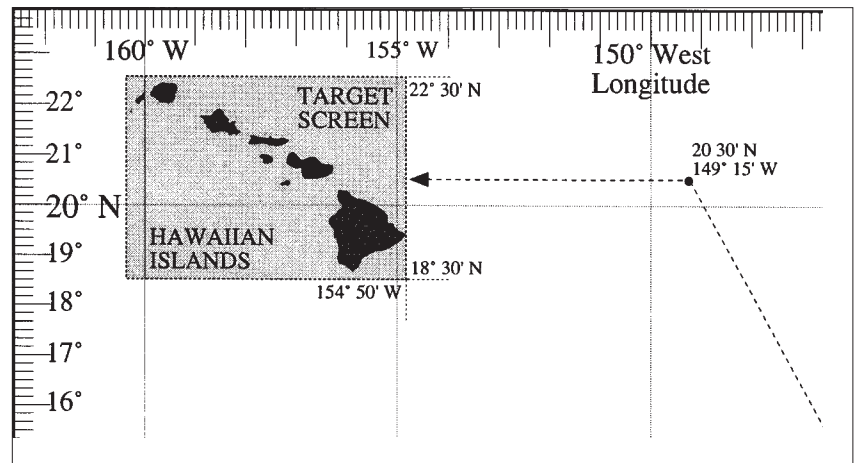 160° W
155° W
150° West
Longitude
22°
21°
20° N
19°
18°
17°
16°
TARGET
SCREEN
22° 30' N
20 30' N
149° 15' W
HAWAIIAN
ISLANDS
18° 30' N
154° 50' W